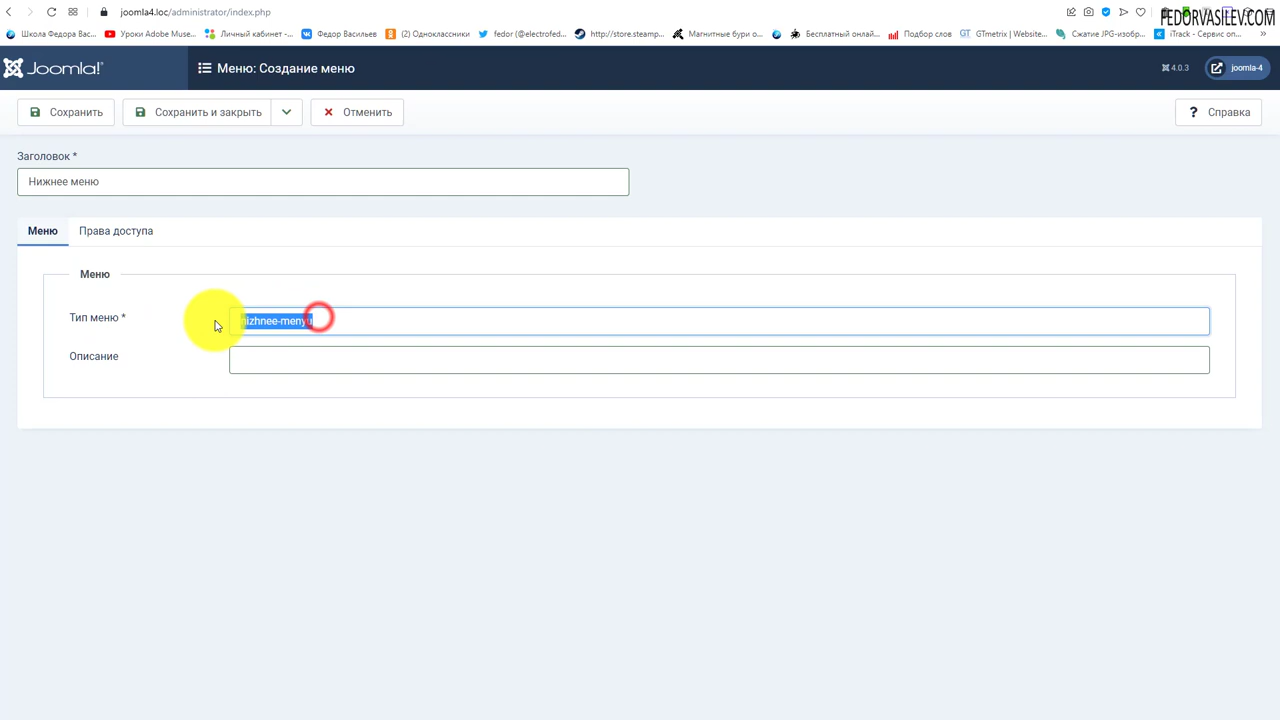 joomla4.loc/administrator/index.php
FEDORVASILEV.COM
Школа Федора Вас... Уроки Adobe Muse... Личный кабинет -... Федор Васильев (2) Одноклассники fedor (@electrofed... http://store.steamp... Магнитные бури о... Бесплатный онлай... Подбор слов GTmetrix | Website... Сжатие JPG-изобр... iTrack - Сервис оп... »
Joomla!® Меню: Создание меню 4.0.3 joomla-4
Сохранить Сохранить и закрыть Отменить ? Справка
Заголовок *
Нижнее меню
Меню Права доступа
Меню
Тип меню * nizhnee-menyu
Описание